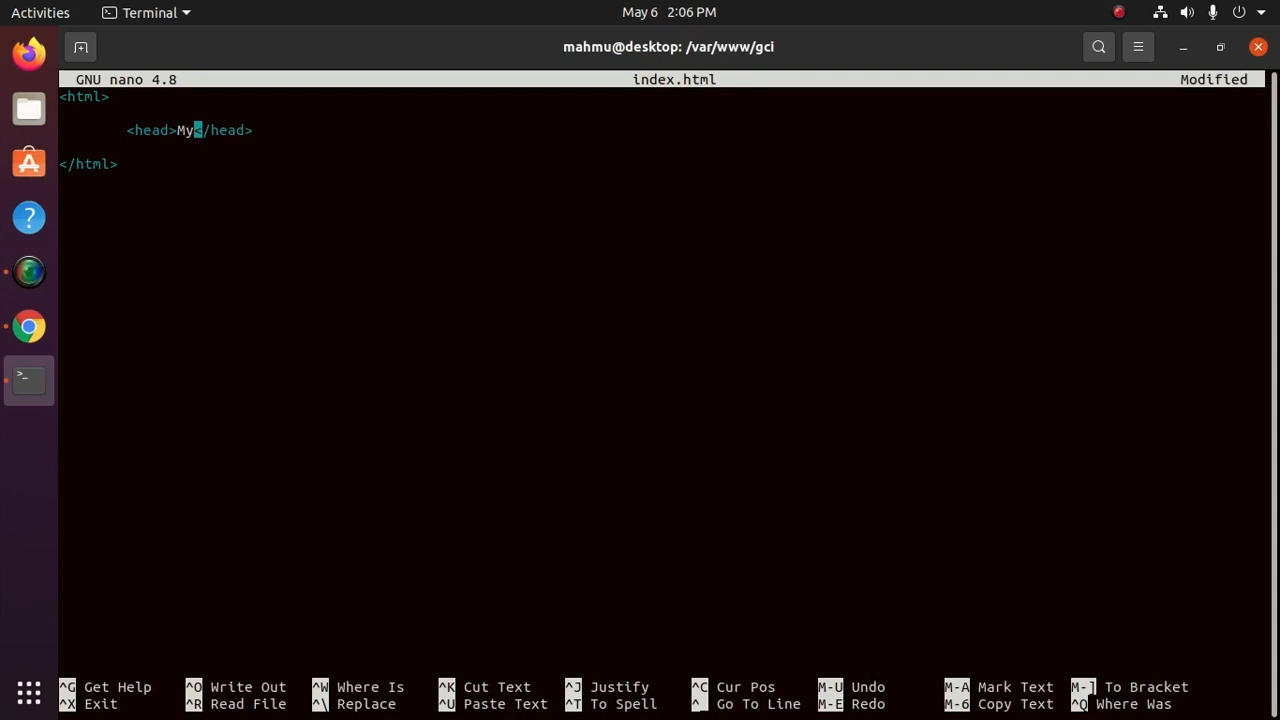 Activities Terminal May 6 2:06 PM
mahmu@desktop: /var/www/gci
GNU nano 4.8 index.html Modified
<html>
<head>My</head>
</html>
^G Get Help ^O Write Out ^W Where Is ^K Cut Text ^J Justify ^C Cur Pos M-U Undo M-A Mark Text M-] To Bracket
^X Exit ^R Read File ^\ Replace ^U Paste Text ^T To Spell ^_ Go To Line M-E Redo M-6 Copy Text ^Q Where Was